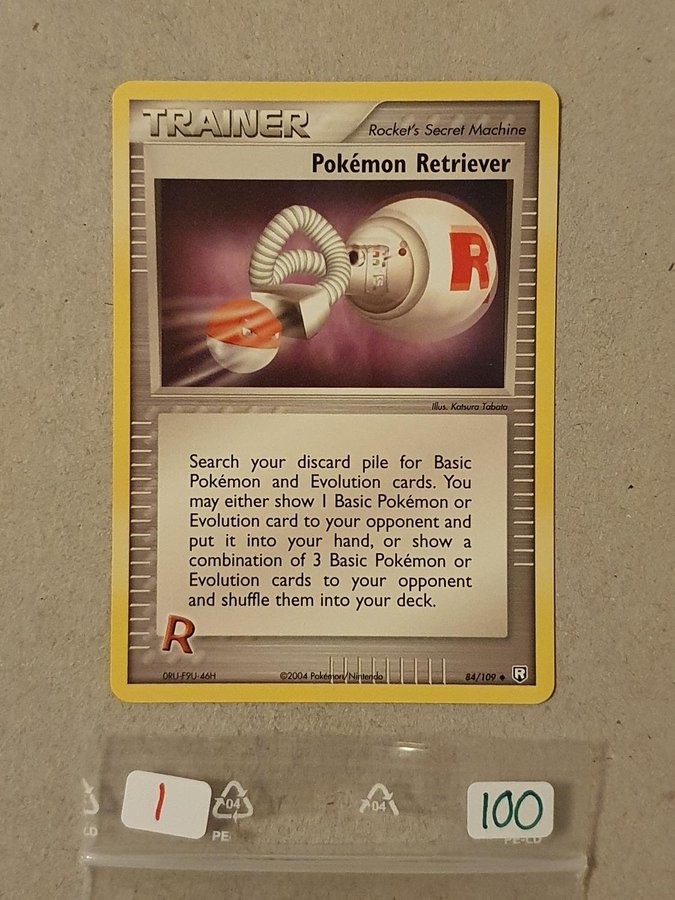 TRAINER
Rocket's Secret Machine
Pokémon Retriever
R
Illus. Katsura Tabata
Search your discard pile for Basic
Pokémon and Evolution cards. You
may either show 1 Basic Pokémon or
Evolution card to your opponent and
put it into your hand, or show a
combination of 3 Basic Pokémon or
Evolution cards to your opponent
and shuffle them into your deck.
R
0RU-F9U-46H
©2004 Pokémon/Nintendo
84/109
R
1
04
PE
04
100
PE-LD